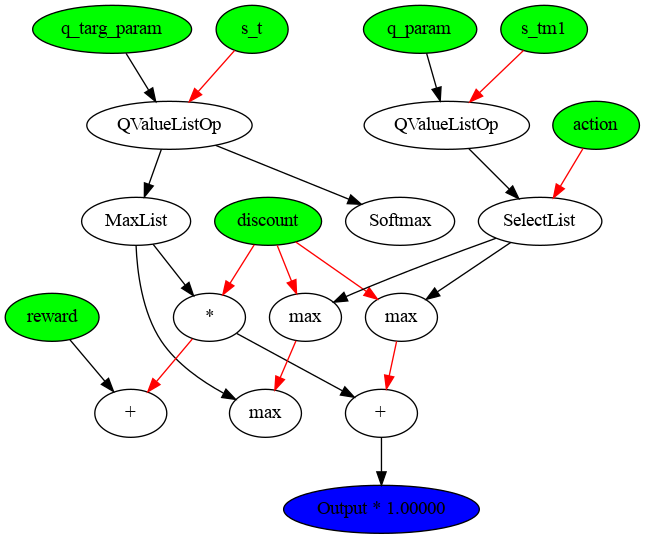 q_targ_param
s_t
q_param
s_tm1
QValueListOp
QValueListOp
action
MaxList
discount
Softmax
SelectList
reward
*
max
max
+
max
+
Output * 1.00000